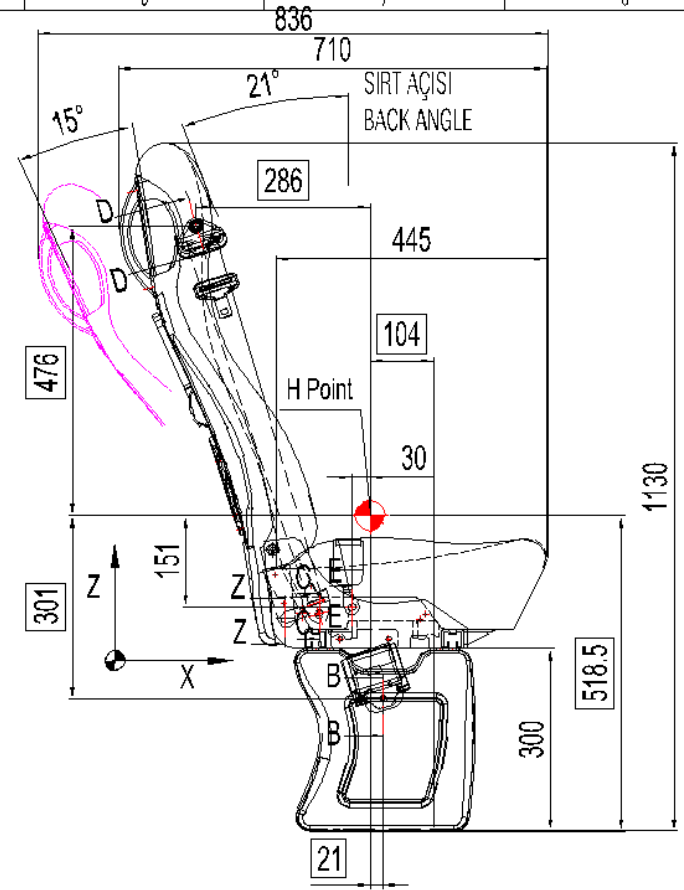 836
710
21°
SIRT AÇISI
BACK ANGLE
15°
286
D
445
D
104
476
H Point
30
1130
151
Z
301
Z
C
E
E
Z
X
B
518.5
B
300
21